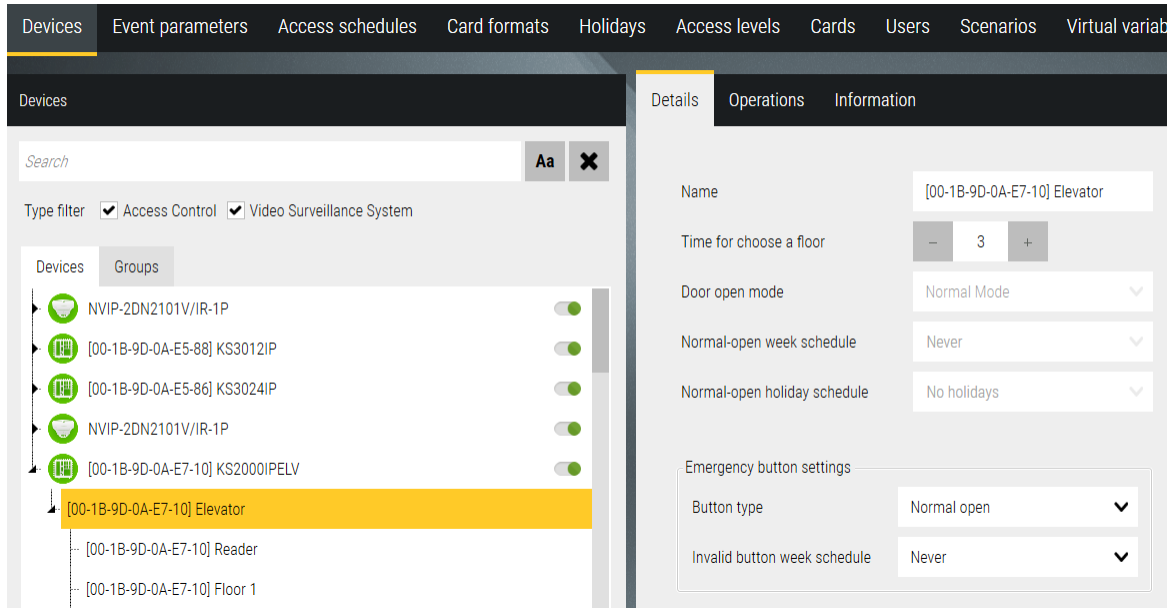 Devices Event parameters Access schedules Card formats Holidays Access levels Cards Users Scenarios Virtual variab
Devices
Search
Aa
Type filter Access Control Video Surveillance System
Devices Groups
NVIP-2DN2101V/IR-1P
[00-1B-9D-0A-E5-88] KS3012IP
[00-1B-9D-0A-E5-86] KS3024IP
NVIP-2DN2101V/IR-1P
[00-1B-9D-0A-E7-10] KS2000IPELV
[00-1B-9D-0A-E7-10] Elevator
[00-1B-9D-0A-E7-10] Reader
[00-1B-9D-0A-E7-10] Floor 1
Details Operations Information
Name [00-1B-9D-0A-E7-10] Elevator
Time for choose a floor − 3 +
Door open mode Normal Mode
Normal-open week schedule Never
Normal-open holiday schedule No holidays
Emergency button settings
Button type Normal open
Invalid button week schedule Never